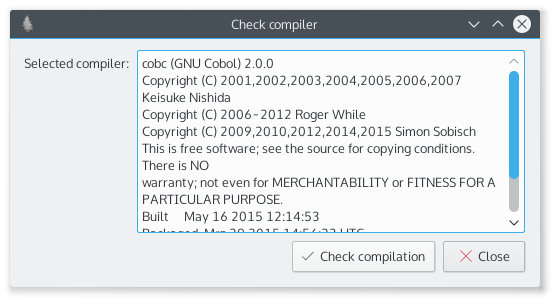 Check compiler
Selected compiler:
cobc (GNU Cobol) 2.0.0
Copyright (C) 2001,2002,2003,2004,2005,2006,2007
Keisuke Nishida
Copyright (C) 2006-2012 Roger While
Copyright (C) 2009,2010,2012,2014,2015 Simon Sobisch
This is free software; see the source for copying conditions.
There is NO
warranty; not even for MERCHANTABILITY or FITNESS FOR A
PARTICULAR PURPOSE.
Built May 16 2015 12:14:53
Packaged 2015 UTC
Check compilation
Close